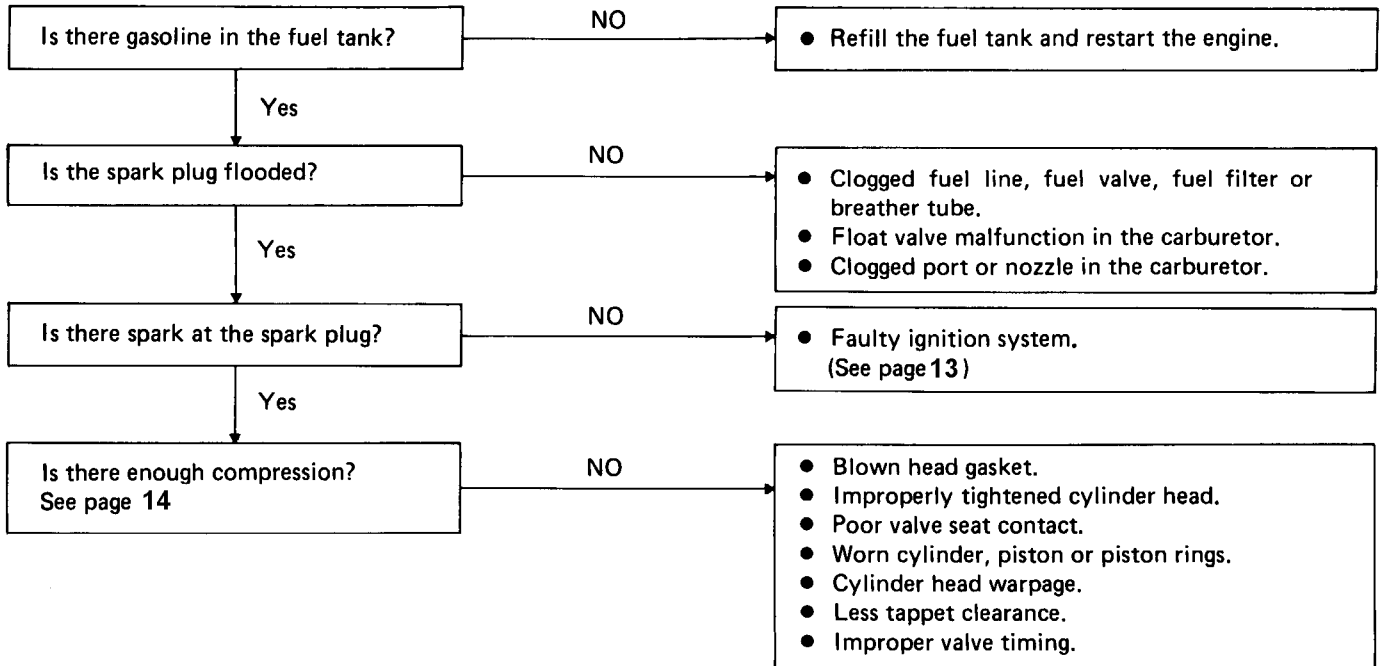 Is there gasoline in the fuel tank?
NO
● Refill the fuel tank and restart the engine.
Yes
Is the spark plug flooded?
NO
● Clogged fuel line, fuel valve, fuel filter or
breather tube.
● Float valve malfunction in the carburetor.
● Clogged port or nozzle in the carburetor.
Yes
Is there spark at the spark plug?
NO
● Faulty ignition system.
(See page 13)
Yes
Is there enough compression?
See page 14
NO
● Blown head gasket.
● Improperly tightened cylinder head.
● Poor valve seat contact.
● Worn cylinder, piston or piston rings.
● Cylinder head warpage.
● Less tappet clearance.
● Improper valve timing.